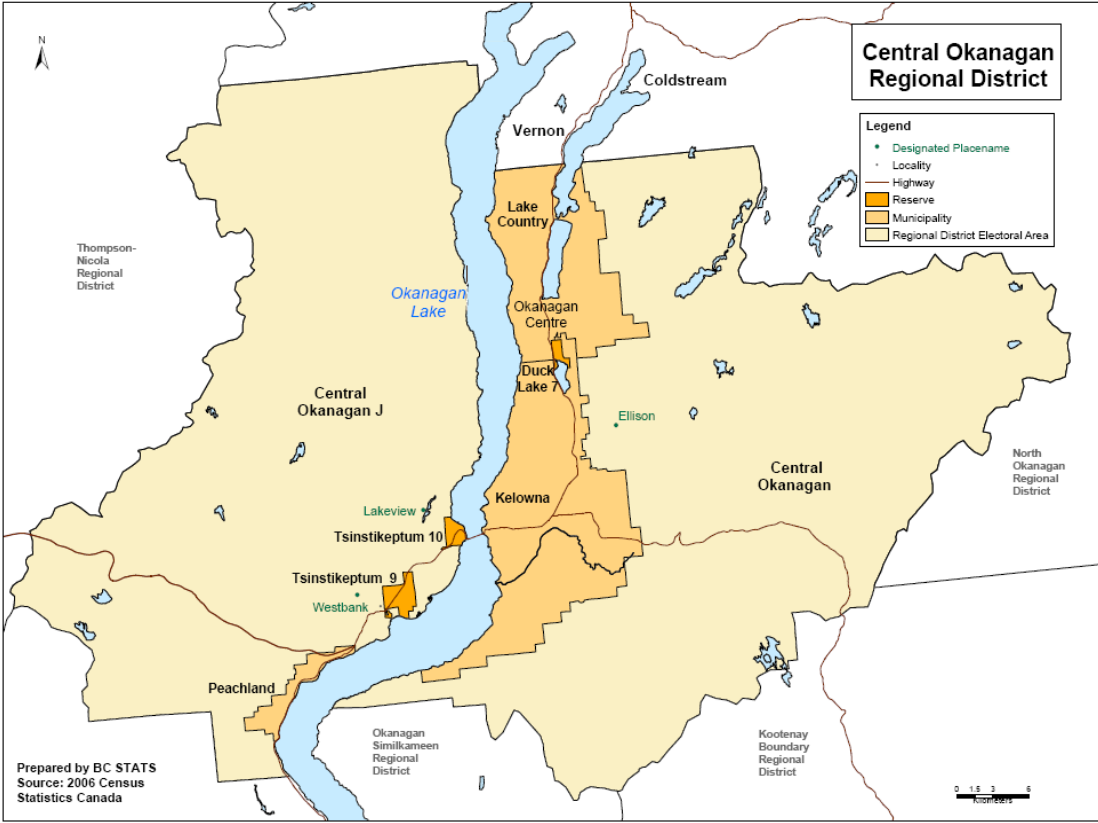 N
Central Okanagan
Regional District
Coldstream
Vernon
Legend
Designated Placename
Locality
Highway
Reserve
Municipality
Regional District Electoral Area
Lake
Country
Thompson-
Nicola
Regional
District
Okanagan
Lake
Okanagan
Centre
Duck
Lake 7
Central
Okanagan J
Ellison
North
Okanagan
Regional
District
Central
Okanagan
Kelowna
Lakeview
Tsinstikeptum 10
Tsinstikeptum 9
Westbank
Peachland
Okanagan
Similkameen
Regional
District
Kootenay
Boundary
Regional
District
Prepared by BC STATS
Source: 2006 Census
Statistics Canada
0 1.5 3 6
Kilometers